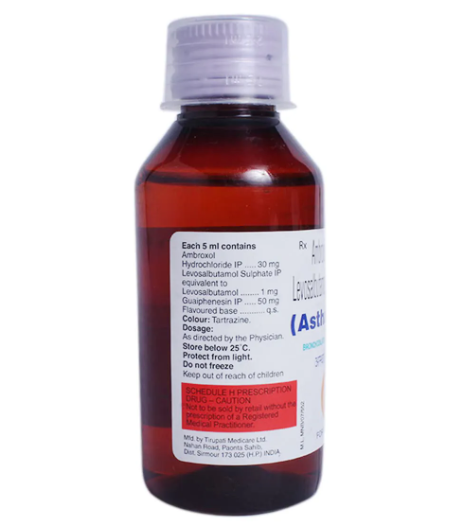 Each 5 ml contains
Ambroxol
Hydrochloride IP ..... 30 mg
Levosalbutamol Sulphate IP
equivalent to
Levosalbutamol ........ 1 mg
Guaiphenesin IP ..... 50 mg
Flavoured base .......... q.s.
Colour: Tartrazine.
Dosage:
As directed by the Physician.
Store below 25°C.
Protect from light.
Do not freeze
Keep out of reach of children
SCHEDULE H PRESCRIPTION
DRUG – CAUTION
Not to be sold by retail without the
prescription of a Registered
Medical Practitioner.
Mfd. by Tirupati Medicare Ltd.
Nahan Road, Paonta Sahib,
Dist. Sirmour 173 025 (H.P.) INDIA.
Rx
(Asth